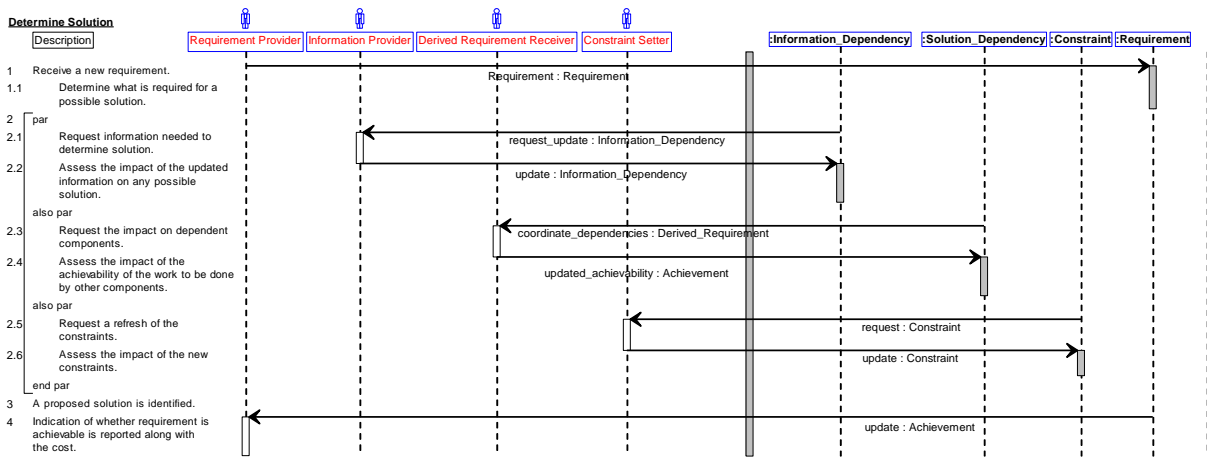 Determine Solution
Description
Requirement Provider
Information Provider
Derived Requirement Receiver
Constraint Setter
:Information_Dependency
:Solution_Dependency
:Constraint
:Requirement
1 Receive a new requirement.
Requirement : Requirement
1.1 Determine what is required for a
possible solution.
2 par
2.1 Request information needed to
determine solution.
request_update : Information_Dependency
2.2 Assess the impact of the updated
information on any possible
solution.
update : Information_Dependency
also par
2.3 Request the impact on dependent
components.
coordinate_dependencies : Derived_Requirement
2.4 Assess the impact of the
achievability of the work to be done
by other components.
updated_achievability : Achievement
also par
2.5 Request a refresh of the
constraints.
request : Constraint
2.6 Assess the impact of the new
constraints.
update : Constraint
end par
3 A proposed solution is identified.
4 Indication of whether requirement is
achievable is reported along with
the cost.
update : Achievement